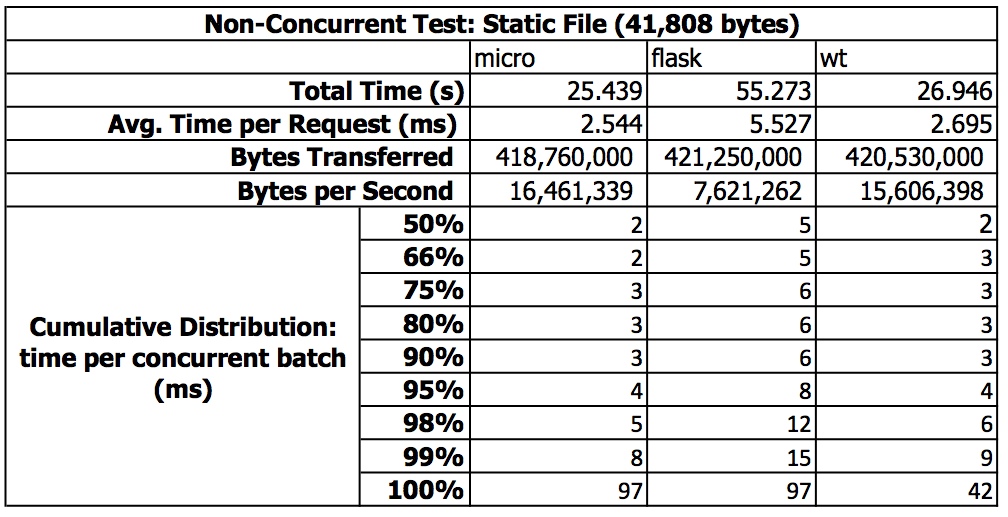 Non-Concurrent Test: Static File (41,808 bytes)
micro flask wt
Total Time (s) 25.439 55.273 26.946
Avg. Time per Request (ms) 2.544 5.527 2.695
Bytes Transferred 418,760,000 421,250,000 420,530,000
Bytes per Second 16,461,339 7,621,262 15,606,398
Cumulative Distribution:
time per concurrent batch
(ms)
50% 2 5 2
66% 2 5 3
75% 3 6 3
80% 3 6 3
90% 3 6 3
95% 4 8 4
98% 5 12 6
99% 8 15 9
100% 97 97 42